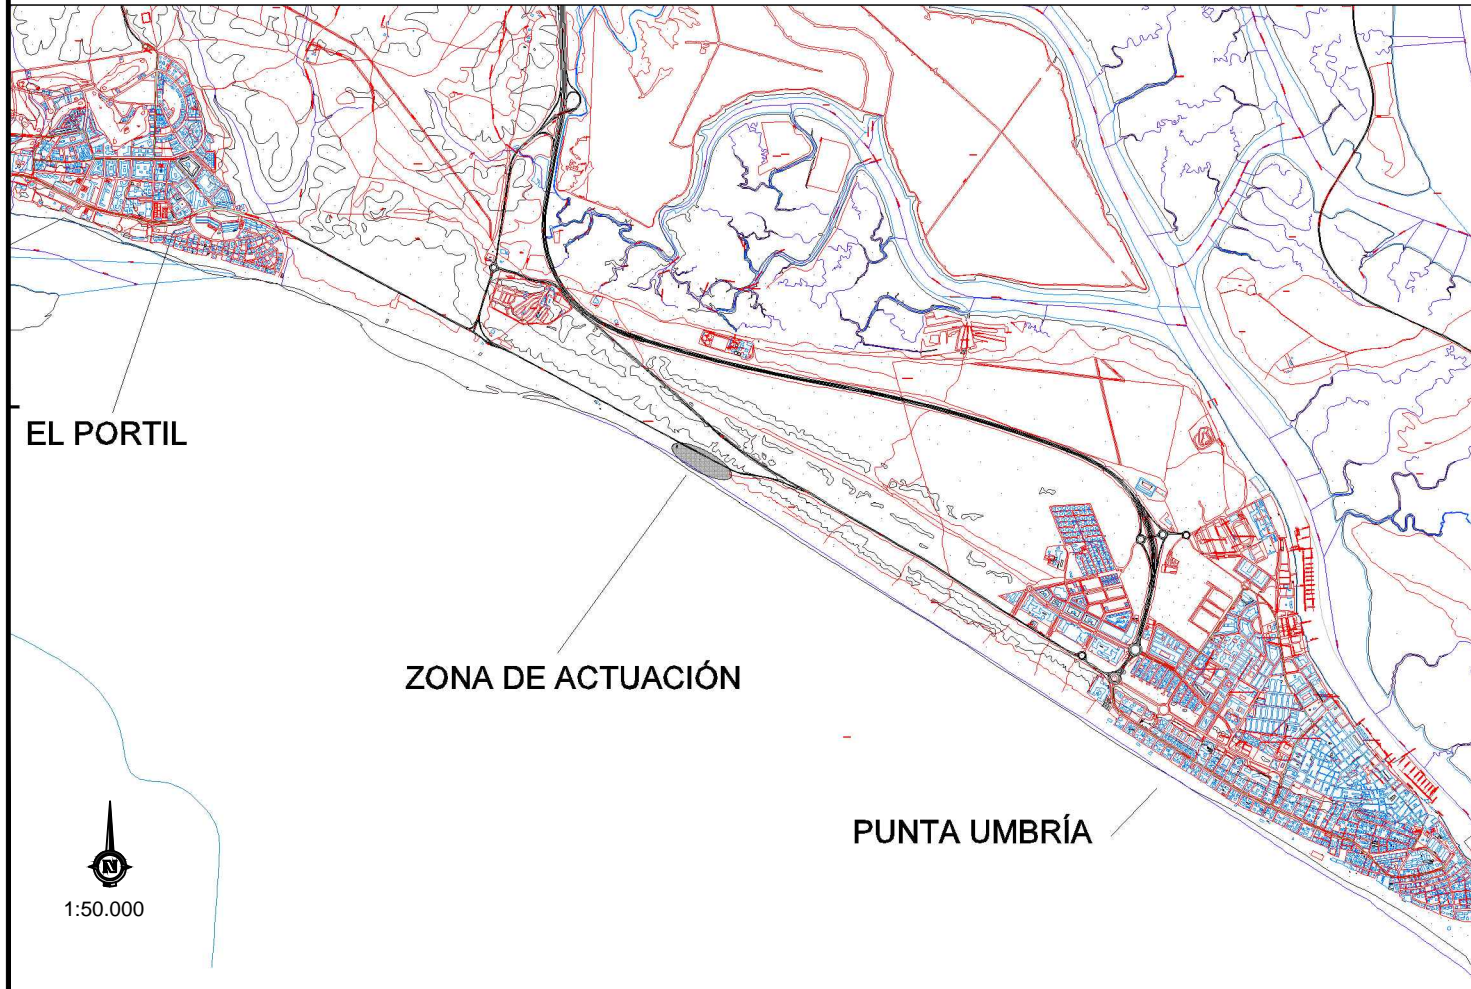 EL PORTIL
ZONA DE ACTUACIÓN
PUNTA UMBRÍA
N
1:50.000